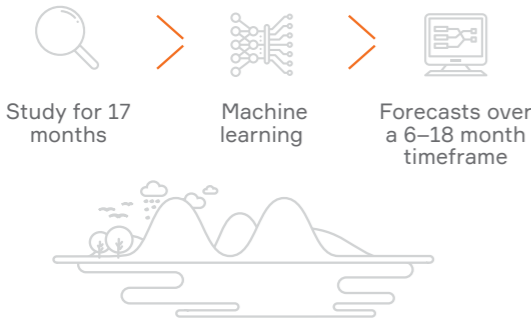 Study for 17
months
Machine
learning
Forecasts over
a 6–18 month
timeframe